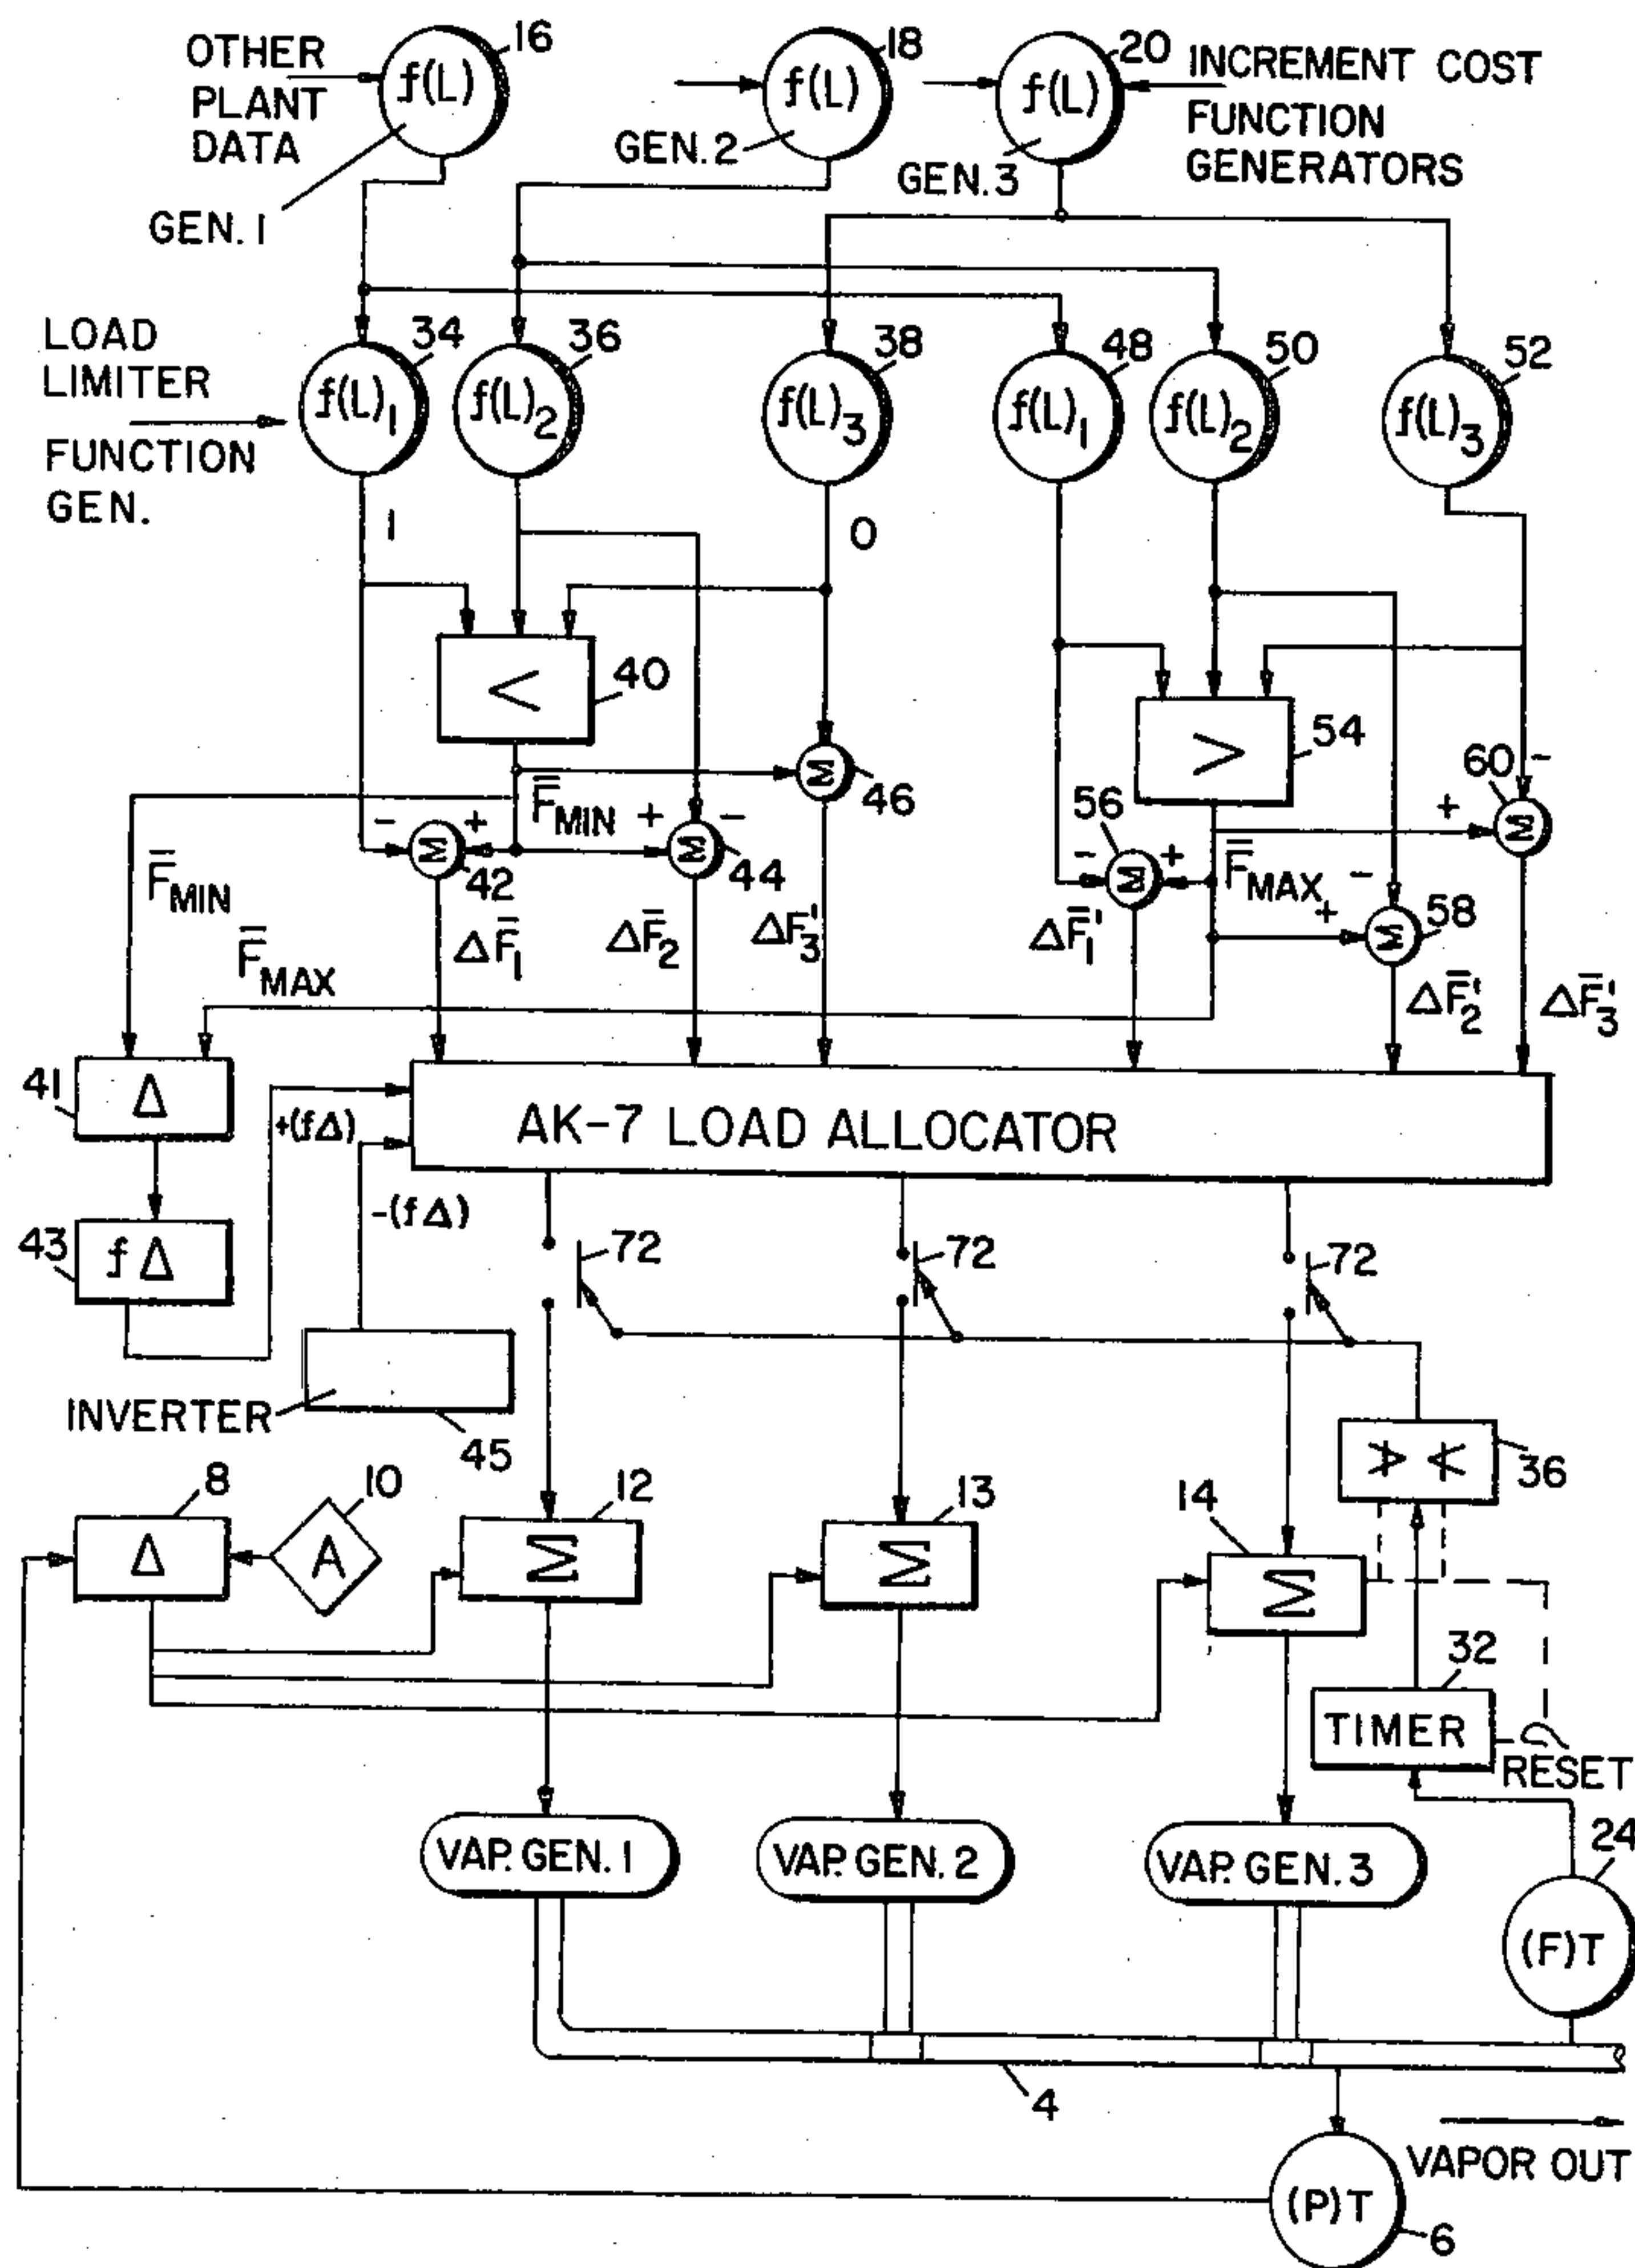 16
18
20
OTHER
PLANT
DATA
f(L)
f(L)
f(L)
INCREMENT COST
FUNCTION
GENERATORS
GEN. 1
GEN. 2
GEN. 3
LOAD
LIMITER
FUNCTION
GEN.
34
36
38
48
50
52
f(L)1
f(L)2
f(L)3
f(L)1
f(L)2
f(L)3
1
0
<
40
>
54
- +
F̅MIN
+ -
Σ
42
Σ
44
Σ
46
56
- +
Σ
F̅MAX
-
+
Σ
58
60
-
+
Σ
F̅MIN
F̅MAX
ΔF̅1
ΔF̅2
ΔF3'
ΔF̅1'
ΔF̅2'
ΔF̅3'
41
Δ
+(fΔ)
AK-7 LOAD ALLOCATOR
-(fΔ)
43
f Δ
72
72
72
INVERTER
45
≯ ≮
36
8
Δ
10
A
12
Σ
13
Σ
14
Σ
32
TIMER
RESET
VAP. GEN. 1
VAP. GEN. 2
VAP. GEN. 3
24
(F)T
4
VAPOR OUT
(P)T
6